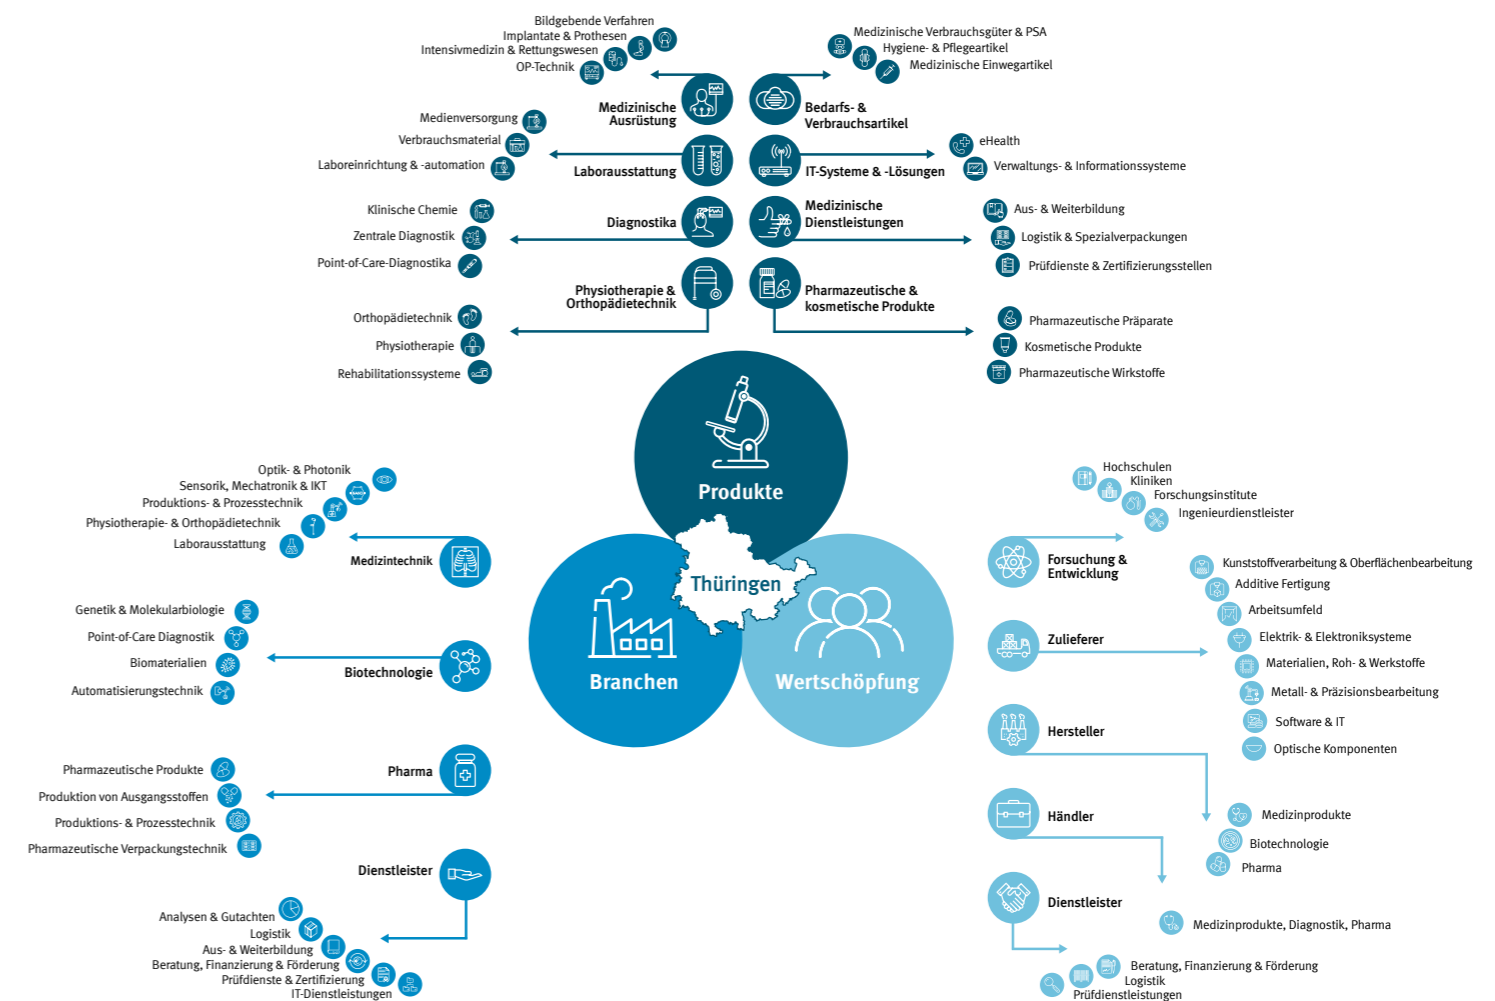 Bildgebende Verfahren
Implantate & Prothesen
Intensivmedizin & Rettungswesen
OP-Technik
Medizinische
Ausrüstung
Medizinische Verbrauchsgüter & PSA
Hygiene- & Pflegeartikel
Medizinische Einwegartikel
Bedarfs- &
Verbrauchsartikel
Medienversorgung
Verbrauchsmaterial
Laboreinrichtung & -automation
Laborausstattung
IT-Systeme & -Lösungen
eHealth
Verwaltungs- & Informationssysteme
Klinische Chemie
Zentrale Diagnostik
Point-of-Care-Diagnostika
Diagnostika
Medizinische
Dienstleistungen
Aus- & Weiterbildung
Logistik & Spezialverpackungen
Prüfdienste & Zertifizierungsstellen
Physiotherapie &
Orthopädietechnik
Orthopädietechnik
Physiotherapie
Rehabilitationssysteme
Pharmazeutische &
kosmetische Produkte
Pharmazeutische Präparate
Kosmetische Produkte
Pharmazeutische Wirkstoffe
Produkte
Thüringen
Branchen
Wertschöpfung
Optik- & Photonik
Sensorik, Mechatronik & IKT
Produktions- & Prozesstechnik
Physiotherapie- & Orthopädietechnik
Laborausstattung
Medizintechnik
Genetik & Molekularbiologie
Point-of-Care Diagnostik
Biomaterialien
Automatisierungstechnik
Biotechnologie
Pharmazeutische Produkte
Produktion von Ausgangsstoffen
Produktions- & Prozesstechnik
Pharmazeutische Verpackungstechnik
Pharma
Dienstleister
Analysen & Gutachten
Logistik
Aus- & Weiterbildung
Beratung, Finanzierung & Förderung
Prüfdienste & Zertifizierung
IT-Dienstleistungen
Hochschulen
Kliniken
Forschungsinstitute
Ingenieurdienstleister
Forsuchung &
Entwicklung
Kunststoffverarbeitung & Oberflächenbearbeitung
Additive Fertigung
Arbeitsumfeld
Elektrik- & Elektroniksysteme
Materialien, Roh- & Werkstoffe
Metall- & Präzisionsbearbeitung
Software & IT
Optische Komponenten
Zulieferer
Hersteller
Medizinprodukte
Biotechnologie
Pharma
Händler
Medizinprodukte, Diagnostik, Pharma
Dienstleister
Beratung, Finanzierung & Förderung
Logistik
Prüfdienstleistungen